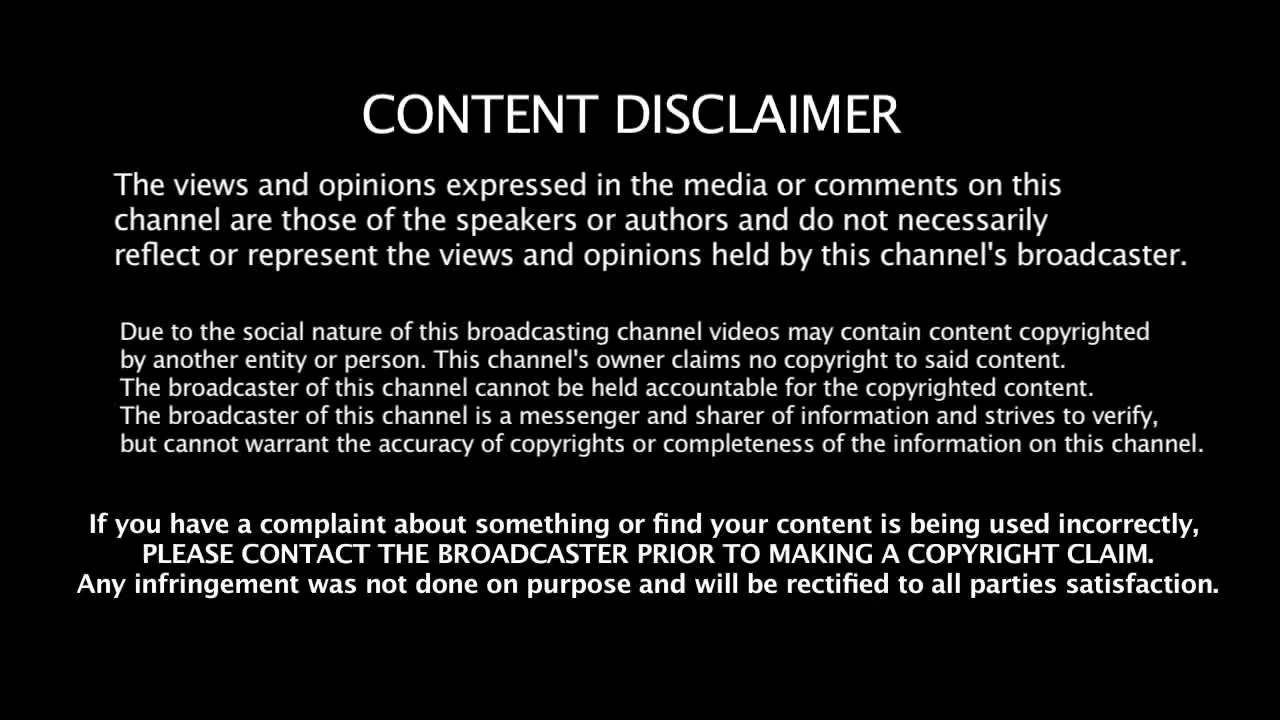 CONTENT DISCLAIMER
The views and opinions expressed in the media or comments on this
channel are those of the speakers or authors and do not necessarily
reflect or represent the views and opinions held by this channel's broadcaster.
Due to the social nature of this broadcasting channel videos may contain content copyrighted
by another entity or person. This channel's owner claims no copyright to said content.
The broadcaster of this channel cannot be held accountable for the copyrighted content.
The broadcaster of this channel is a messenger and sharer of information and strives to verify,
but cannot warrant the accuracy of copyrights or completeness of the information on this channel.
If you have a complaint about something or find your content is being used incorrectly,
PLEASE CONTACT THE BROADCASTER PRIOR TO MAKING A COPYRIGHT CLAIM.
Any infringement was not done on purpose and will be rectified to all parties satisfaction.